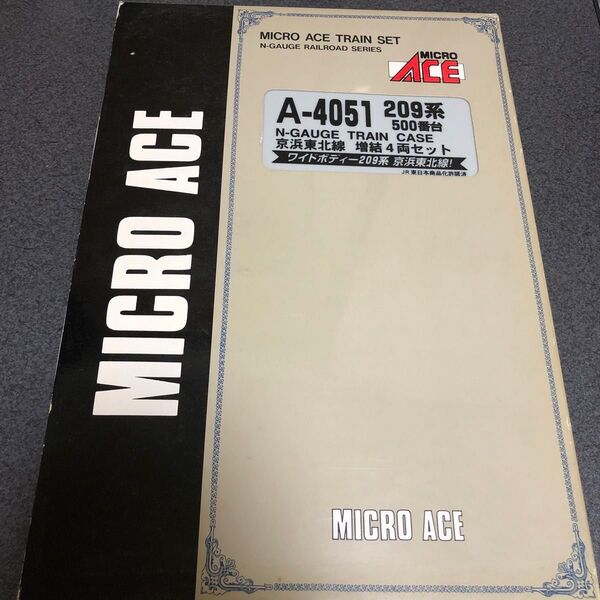 MICRO ACE
MICRO ACE TRAIN SET
N-GAUGE RAILROAD SERIES
MICRO
ACE
A-4051 209系
500番台
N-GAUGE TRAIN CASE
京浜東北線 増結4両セット
ワイドボディー209系 京浜東北線!
JR東日本商品化許諾済
MICRO ACE